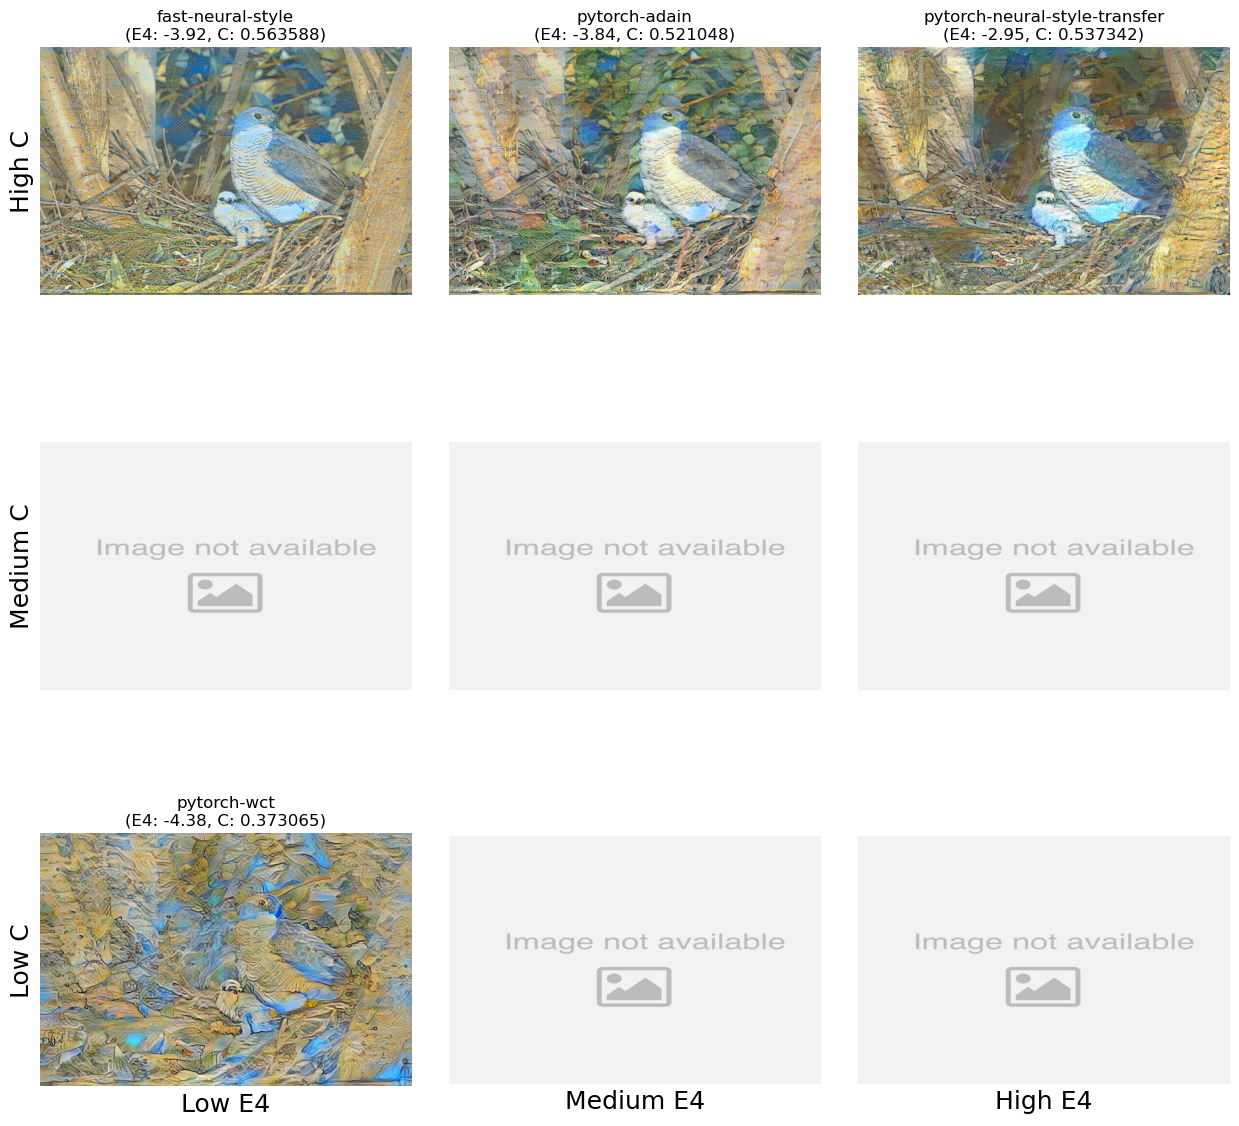 fast-neural-style
(E4: -3.92, C: 0.563588)
pytorch-adain
(E4: -3.84, C: 0.521048)
pytorch-neural-style-transfer
(E4: -2.95, C: 0.537342)
High C
Medium C
Image not available
Image not available
Image not available
pytorch-wct
(E4: -4.38, C: 0.373065)
Low C
Image not available
Image not available
Low E4
Medium E4
High E4